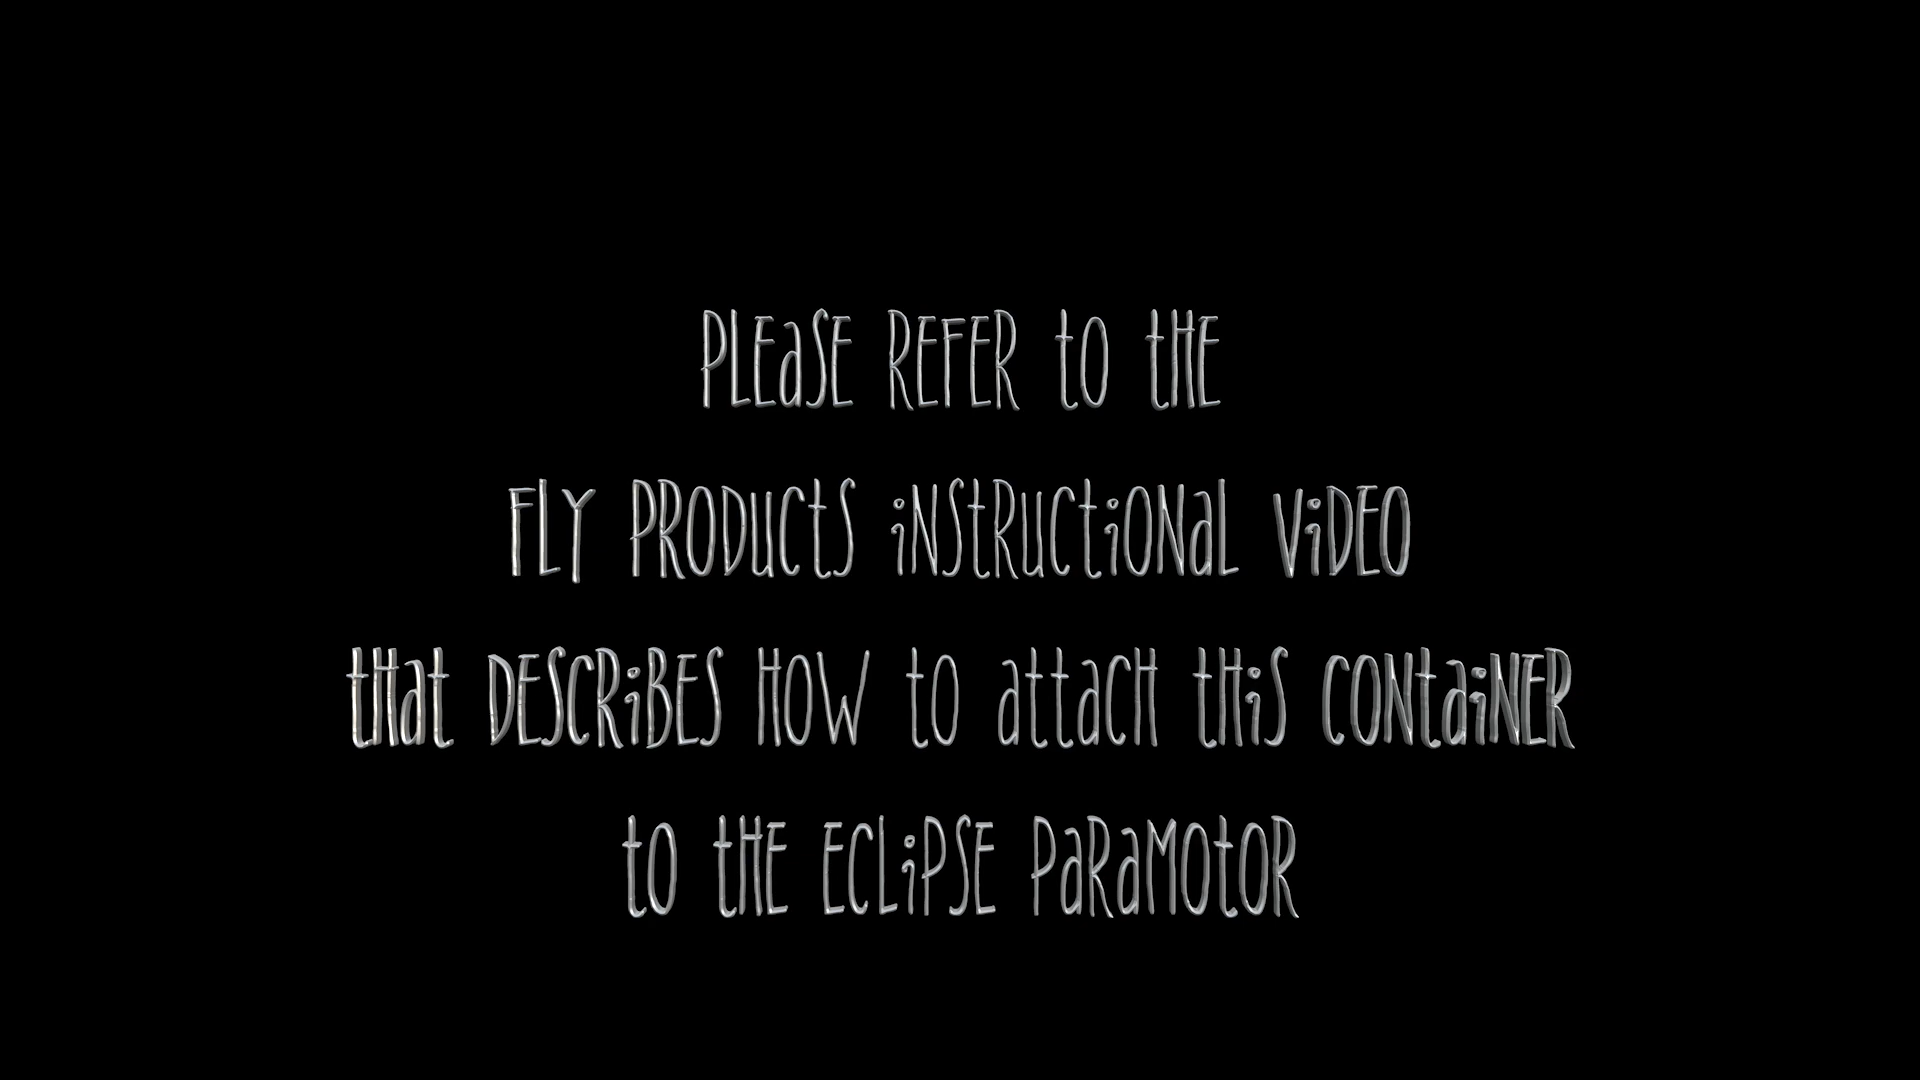 PLEaSE REFER to tHE
FLY PRODucts iNStRuctiONaL ViDEO
tHat DESCRiBES HOW to attacH tHiS CONtaiNER
to tHE ECLiPSE PaRaMOtOR